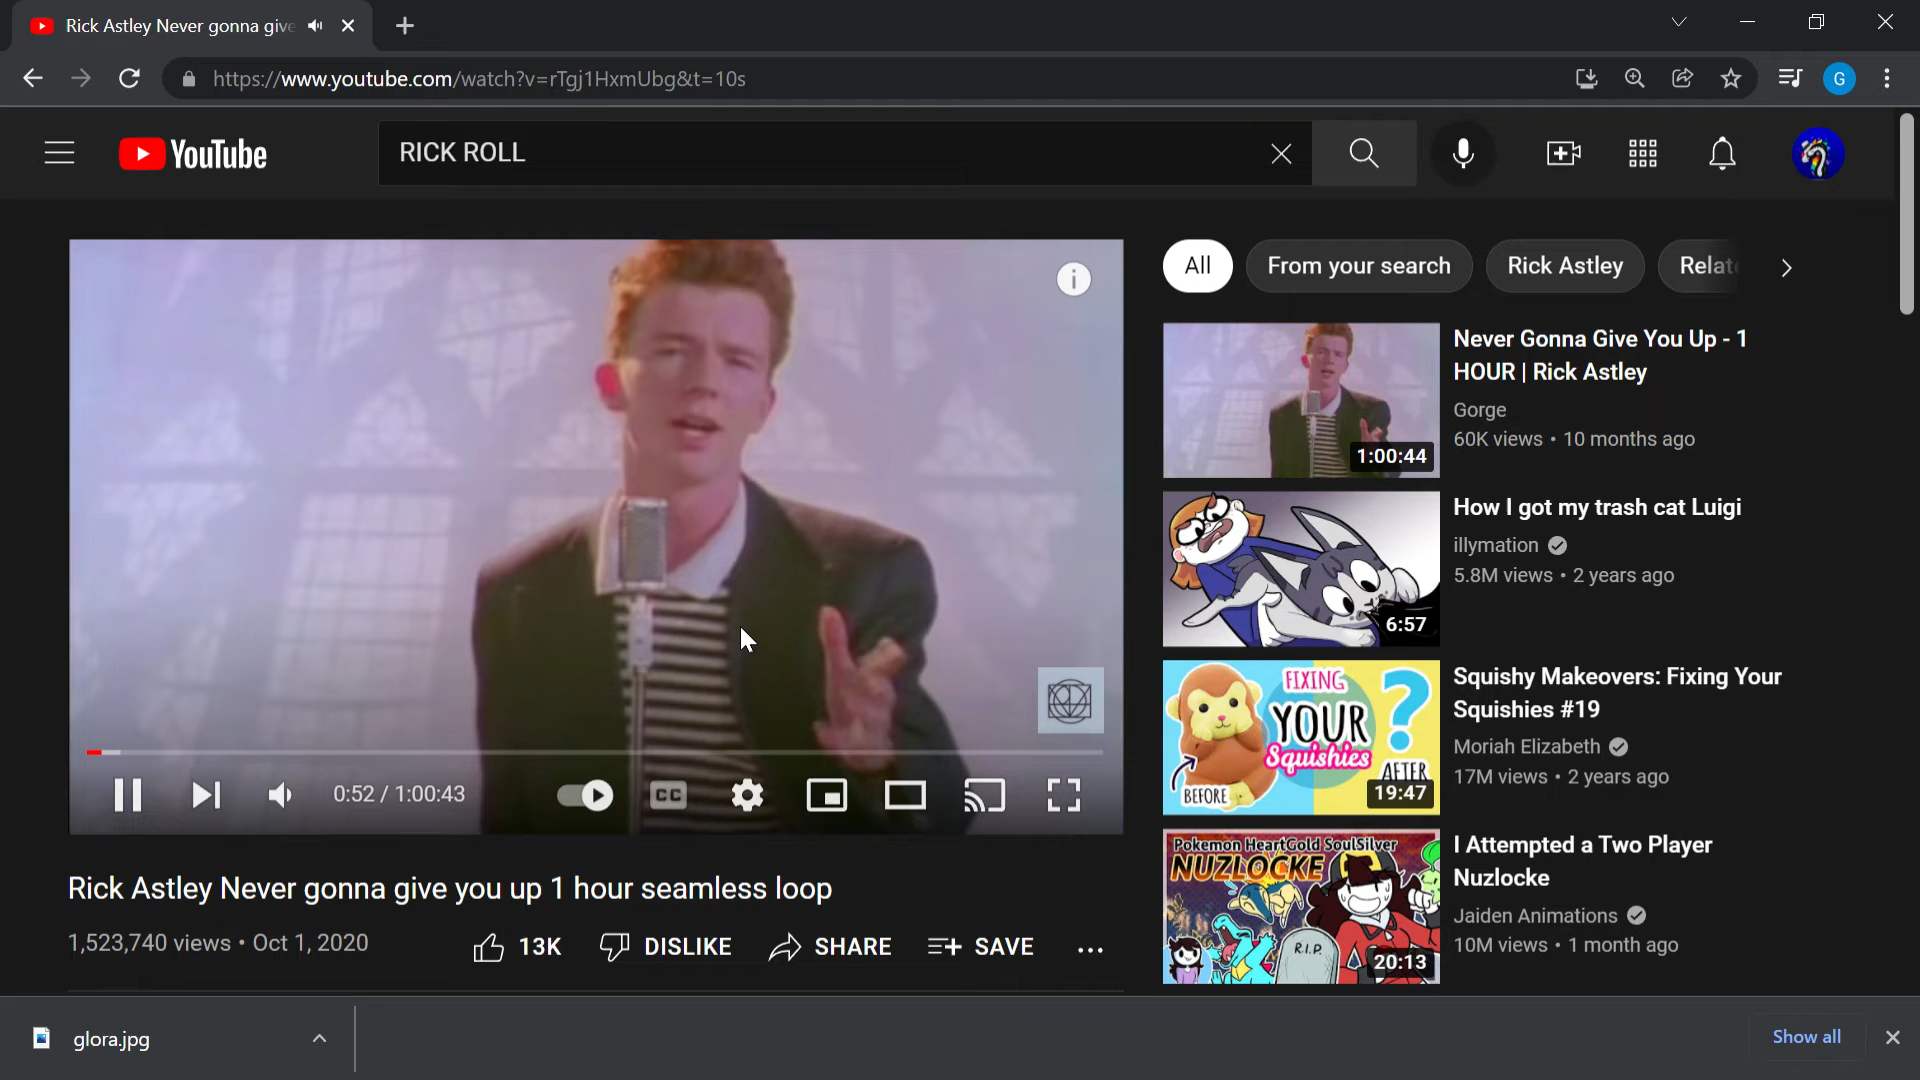 Rick Astley Never gonna give
https://www.youtube.com/watch?v=rTgj1HxmUbg&t=10s
G
YouTube
RICK ROLL
All
From your search
Rick Astley
Relat
1:00:44
Never Gonna Give You Up - 1
HOUR | Rick Astley
Gorge
60K views • 10 months ago
6:57
How I got my trash cat Luigi
illymation
5.8M views • 2 years ago
FIXING
YOUR
Squishies
?
BEFORE
AFTER
19:47
Squishy Makeovers: Fixing Your
Squishies #19
Moriah Elizabeth
17M views • 2 years ago
Pokemon HeartGold SoulSilver
NUZLOCKE
R.I.P.
20:13
I Attempted a Two Player
Nuzlocke
Jaiden Animations
10M views • 1 month ago
0:52 / 1:00:43
CC
Rick Astley Never gonna give you up 1 hour seamless loop
1,523,740 views • Oct 1, 2020
13K
DISLIKE
SHARE
SAVE
glora.jpg
Show all